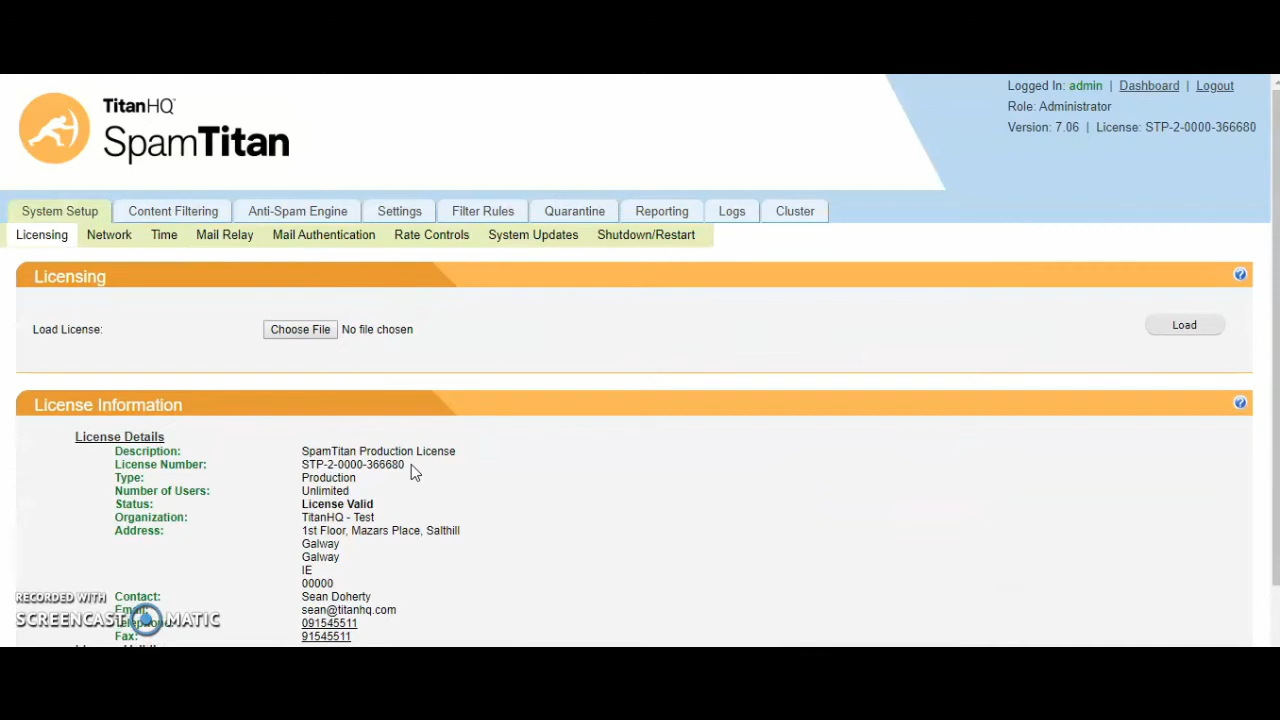 TitanHQ
SpamTitan
Logged In: admin | Dashboard | Logout
Role: Administrator
Version: 7.06 | License: STP-2-0000-366680
System Setup Content Filtering Anti-Spam Engine Settings Filter Rules Quarantine Reporting Logs Cluster
Licensing Network Time Mail Relay Mail Authentication Rate Controls System Updates Shutdown/Restart
Licensing ?
Load License: Choose File No file chosen Load
License Information ?
License Details
Description: SpamTitan Production License
License Number: STP-2-0000-366680
Type: Production
Number of Users: Unlimited
Status: License Valid
Organization: TitanHQ - Test
Address: 1st Floor, Mazars Place, Salthill
Galway
Galway
IE
00000
RECORDED WITH
Contact: Sean Doherty
Email: sean@titanhq.com
SCREENCAST MATIC
Telephone: 091545511
Fax: 91545511